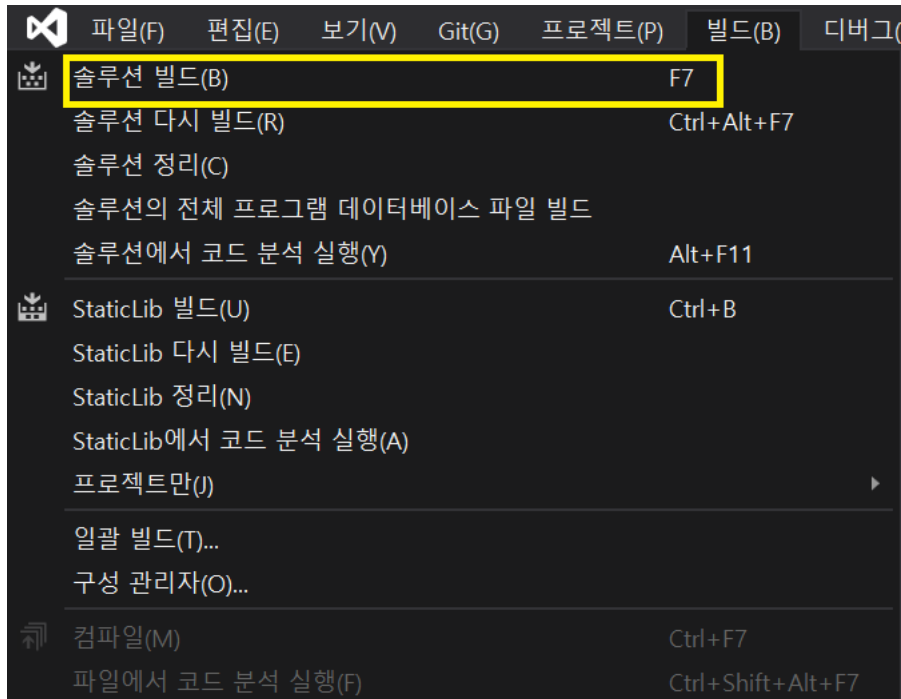 파일(F) 편집(E) 보기(V) Git(G) 프로젝트(P) 빌드(B) 디버그(
솔루션 빌드(B) F7
솔루션 다시 빌드(R) Ctrl+Alt+F7
솔루션 정리(C)
솔루션의 전체 프로그램 데이터베이스 파일 빌드
솔루션에서 코드 분석 실행(Y) Alt+F11
StaticLib 빌드(U) Ctrl+B
StaticLib 다시 빌드(E)
StaticLib 정리(N)
StaticLib에서 코드 분석 실행(A)
프로젝트만(J)
일괄 빌드(T)...
구성 관리자(O)...
컴파일(M) Ctrl+F7
파일에서 코드 분석 실행(F) Ctrl+Shift+Alt+F7